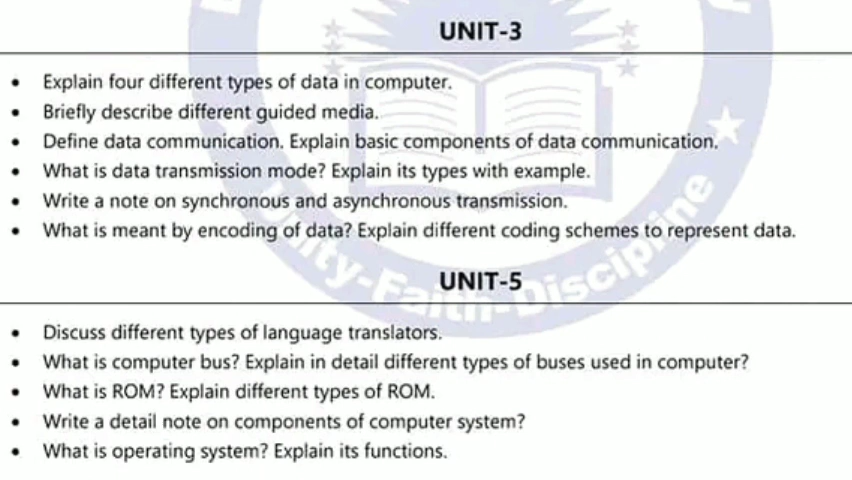 UNIT-3
• Explain four different types of data in computer.
• Briefly describe different guided media.
• Define data communication. Explain basic components of data communication.
• What is data transmission mode? Explain its types with example.
• Write a note on synchronous and asynchronous transmission.
• What is meant by encoding of data? Explain different coding schemes to represent data.
Unity-Faith-Discipline
UNIT-5
• Discuss different types of language translators.
• What is computer bus? Explain in detail different types of buses used in computer?
• What is ROM? Explain different types of ROM.
• Write a detail note on components of computer system?
• What is operating system? Explain its functions.